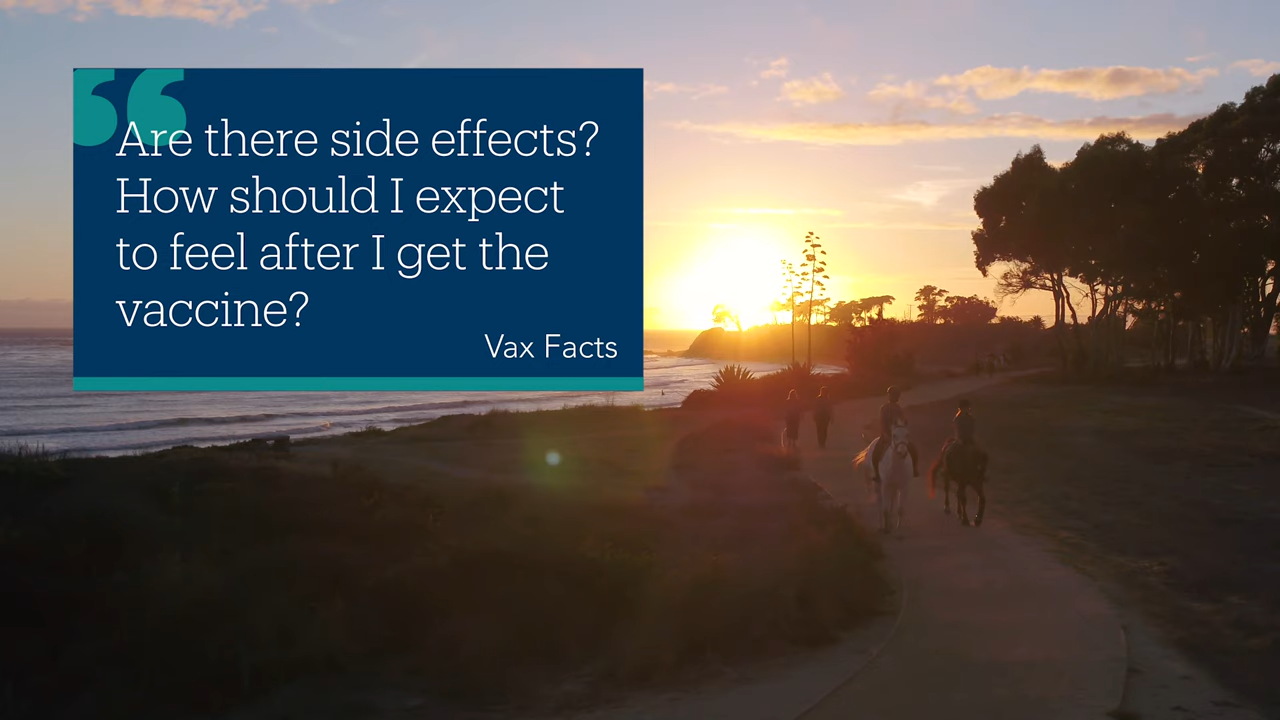 Are there side effects?
How should I expect
to feel after I get the
vaccine?
Vax Facts